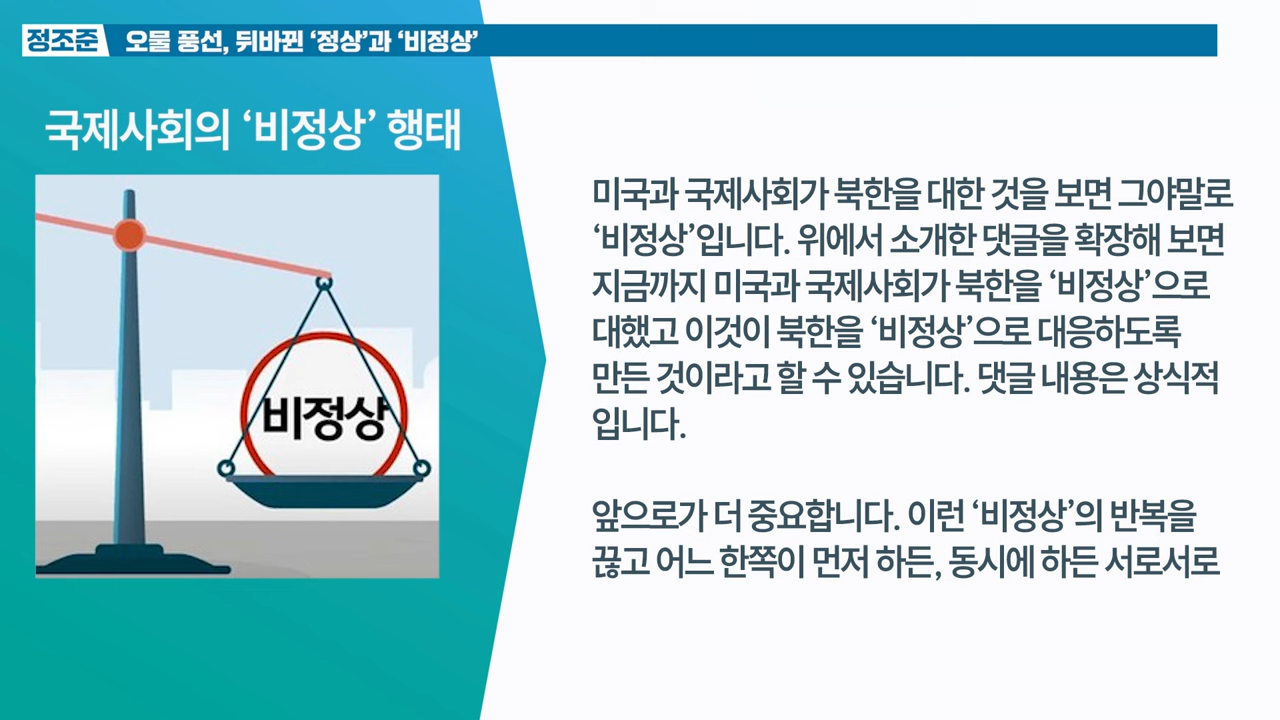 정조준 오물 풍선, 뒤바뀐 ‘정상’과 ‘비정상’
국제사회의 ‘비정상’ 행태
비정상
미국과 국제사회가 북한을 대한 것을 보면 그야말로
‘비정상’입니다. 위에서 소개한 댓글을 확장해 보면
지금까지 미국과 국제사회가 북한을 ‘비정상’으로
대했고 이것이 북한을 ‘비정상’으로 대응하도록
만든 것이라고 할 수 있습니다. 댓글 내용은 상식적
입니다.
앞으로가 더 중요합니다. 이런 ‘비정상’의 반복을
끊고 어느 한쪽이 먼저 하든, 동시에 하든 서로서로